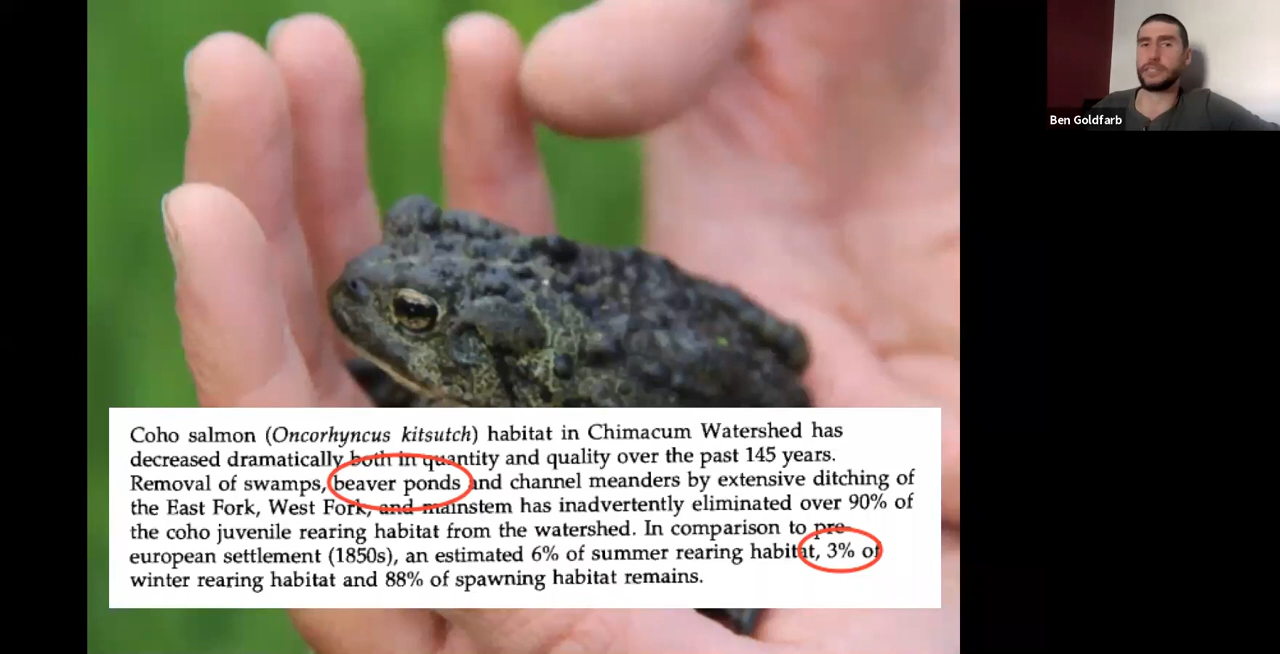 Ben Goldfarb
Coho salmon (Oncorhyncus kitsutch) habitat in Chimacum Watershed has
decreased dramatically both in quantity and quality over the past 145 years.
Removal of swamps, beaver ponds and channel meanders by extensive ditching of
the East Fork, West Fork, and mainstem has inadvertently eliminated over 90% of
the coho juvenile rearing habitat from the watershed. In comparison to pre-
european settlement (1850s), an estimated 6% of summer rearing habitat, 3% of
winter rearing habitat and 88% of spawning habitat remains.